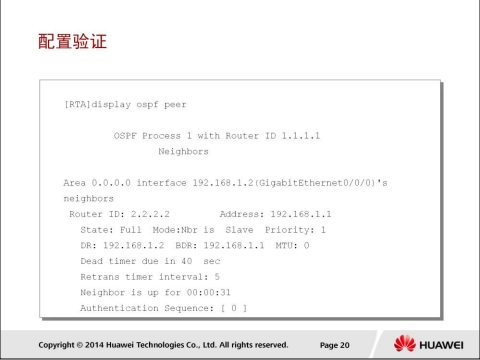 配置验证
[RTA]display ospf peer
OSPF Process 1 with Router ID 1.1.1.1
Neighbors
Area 0.0.0.0 interface 192.168.1.2(GigabitEthernet0/0/0)'s
neighbors
Router ID: 2.2.2.2 Address: 192.168.1.1
State: Full Mode:Nbr is Slave Priority: 1
DR: 192.168.1.2 BDR: 192.168.1.1 MTU: 0
Dead timer due in 40 sec
Retrans timer interval: 5
Neighbor is up for 00:00:31
Authentication Sequence: [ 0 ]
Copyright © 2014 Huawei Technologies Co., Ltd. All rights reserved. Page 20 HUAWEI